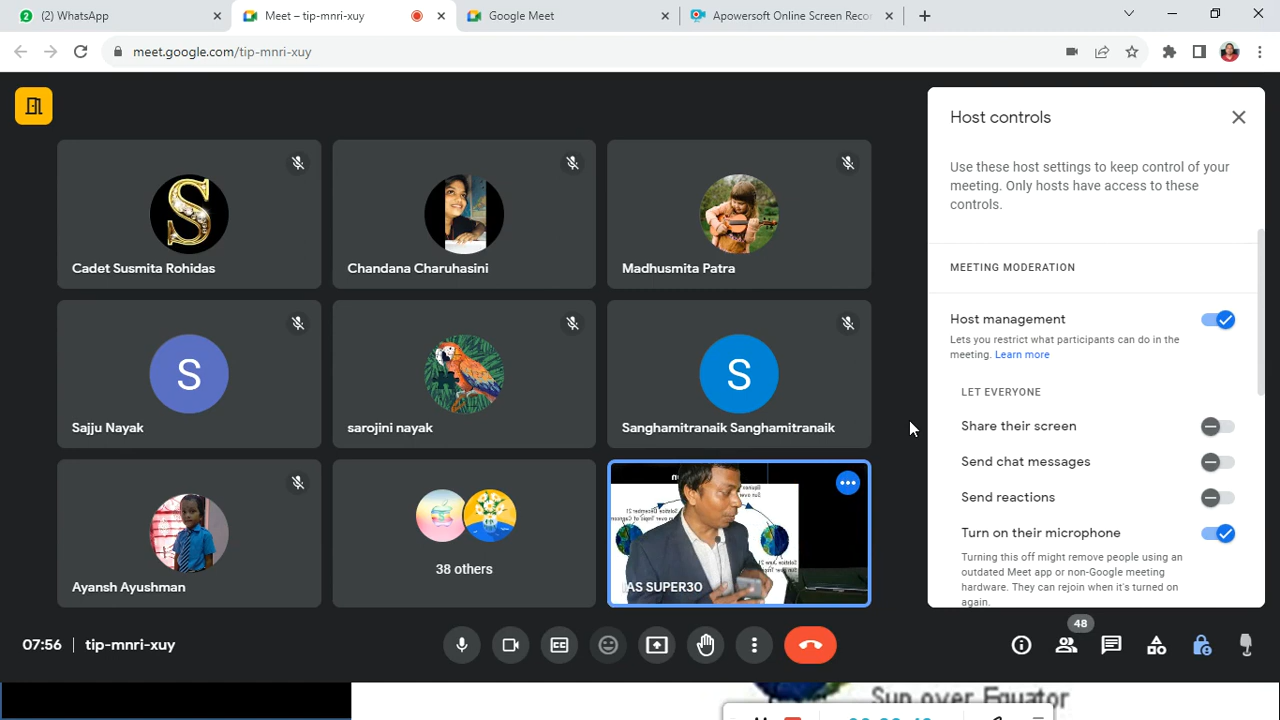 2
(2) WhatsApp
Meet – tip-mnri-xuy
Google Meet
Apowersoft Online Screen Reco
meet.google.com/tip-mnri-xuy
Host controls
Use these host settings to keep control of your
meeting. Only hosts have access to these
controls.
MEETING MODERATION
Host management
Lets you restrict what participants can do in the
meeting. Learn more
LET EVERYONE
Share their screen
Send chat messages
Send reactions
Turn on their microphone
Turning this off might remove people using an
outdated Meet app or non-Google meeting
hardware. They can rejoin when it's turned on
again.
S
Cadet Susmita Rohidas
Chandana Charuhasini
Madhusmita Patra
S
Sajju Nayak
sarojini nayak
S
Sanghamitranaik Sanghamitranaik
Ayansh Ayushman
38 others
IAS SUPER30
07:56
tip-mnri-xuy
48
Sun over Equator